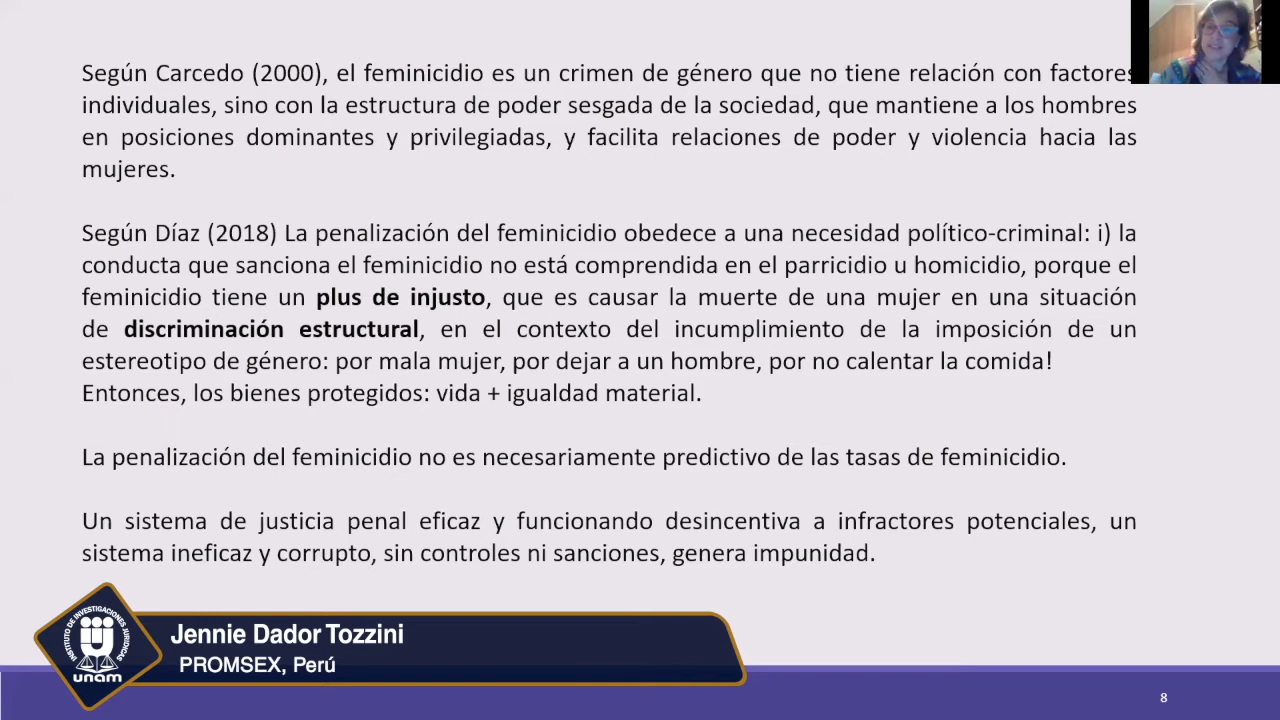 Según Carcedo (2000), el feminicidio es un crimen de género que no tiene relación con factores
individuales, sino con la estructura de poder sesgada de la sociedad, que mantiene a los hombres
en posiciones dominantes y privilegiadas, y facilita relaciones de poder y violencia hacia las
mujeres.
Según Díaz (2018) La penalización del feminicidio obedece a una necesidad político-criminal: i) la
conducta que sanciona el feminicidio no está comprendida en el parricidio u homicidio, porque el
feminicidio tiene un plus de injusto, que es causar la muerte de una mujer en una situación
de discriminación estructural, en el contexto del incumplimiento de la imposición de un
estereotipo de género: por mala mujer, por dejar a un hombre, por no calentar la comida!
Entonces, los bienes protegidos: vida + igualdad material.
La penalización del feminicidio no es necesariamente predictivo de las tasas de feminicidio.
Un sistema de justicia penal eficaz y funcionando desincentiva a infractores potenciales, un
sistema ineficaz y corrupto, sin controles ni sanciones, genera impunidad.
INSTITUTO DE INVESTIGACIONES JURIDICAS
unam
Jennie Dador Tozzini
PROMSEX, Perú
8